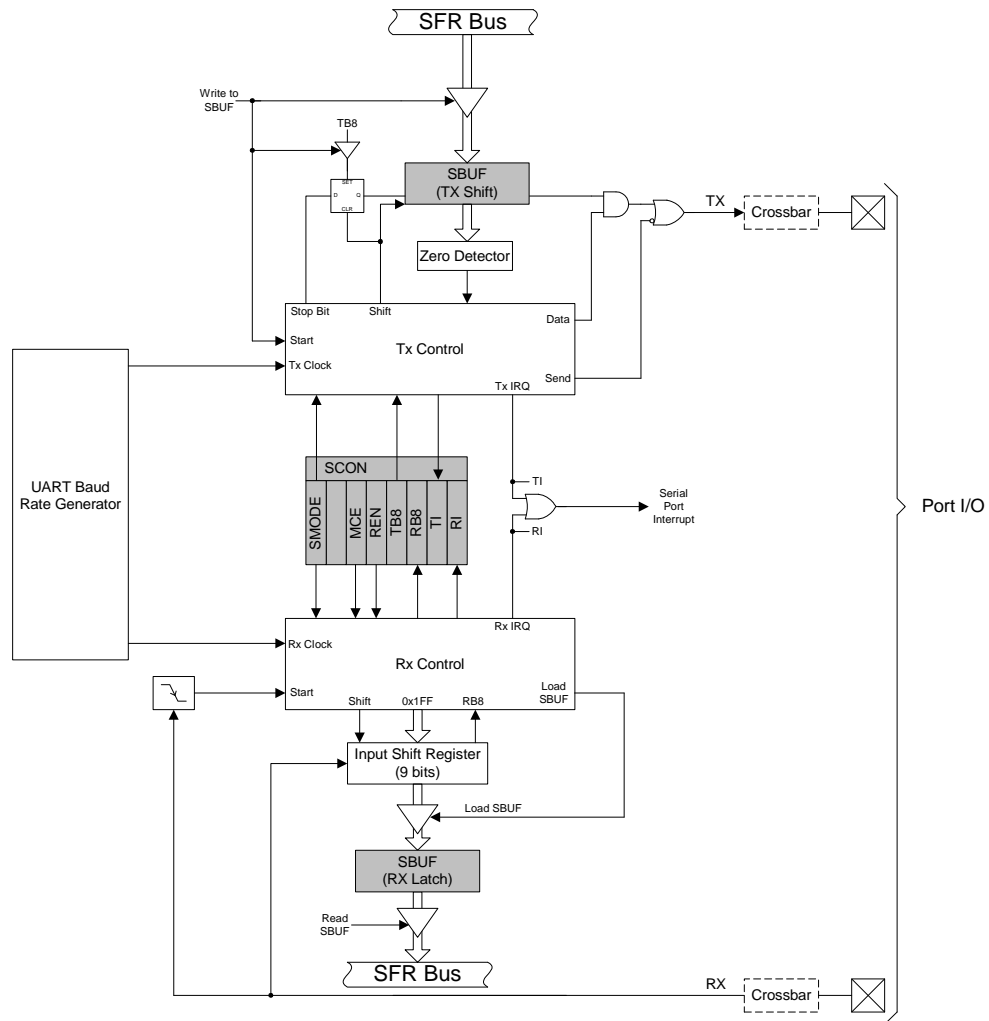 SFR Bus
Write to
SBUF
TB8
SET
D
Q
CLR
SBUF
(TX Shift)
TX
Crossbar
Zero Detector
Stop Bit
Shift
Data
Start
Tx Control
Tx Clock
Send
Tx IRQ
UART Baud
Rate Generator
SCON
SMODE
MCE
REN
TB8
RB8
TI
RI
TI
Serial
Port
Interrupt
RI
Port I/O
Rx IRQ
Rx Clock
Rx Control
Start
Load
SBUF
Shift
0x1FF
RB8
Input Shift Register
(9 bits)
Load SBUF
SBUF
(RX Latch)
Read
SBUF
SFR Bus
RX
Crossbar